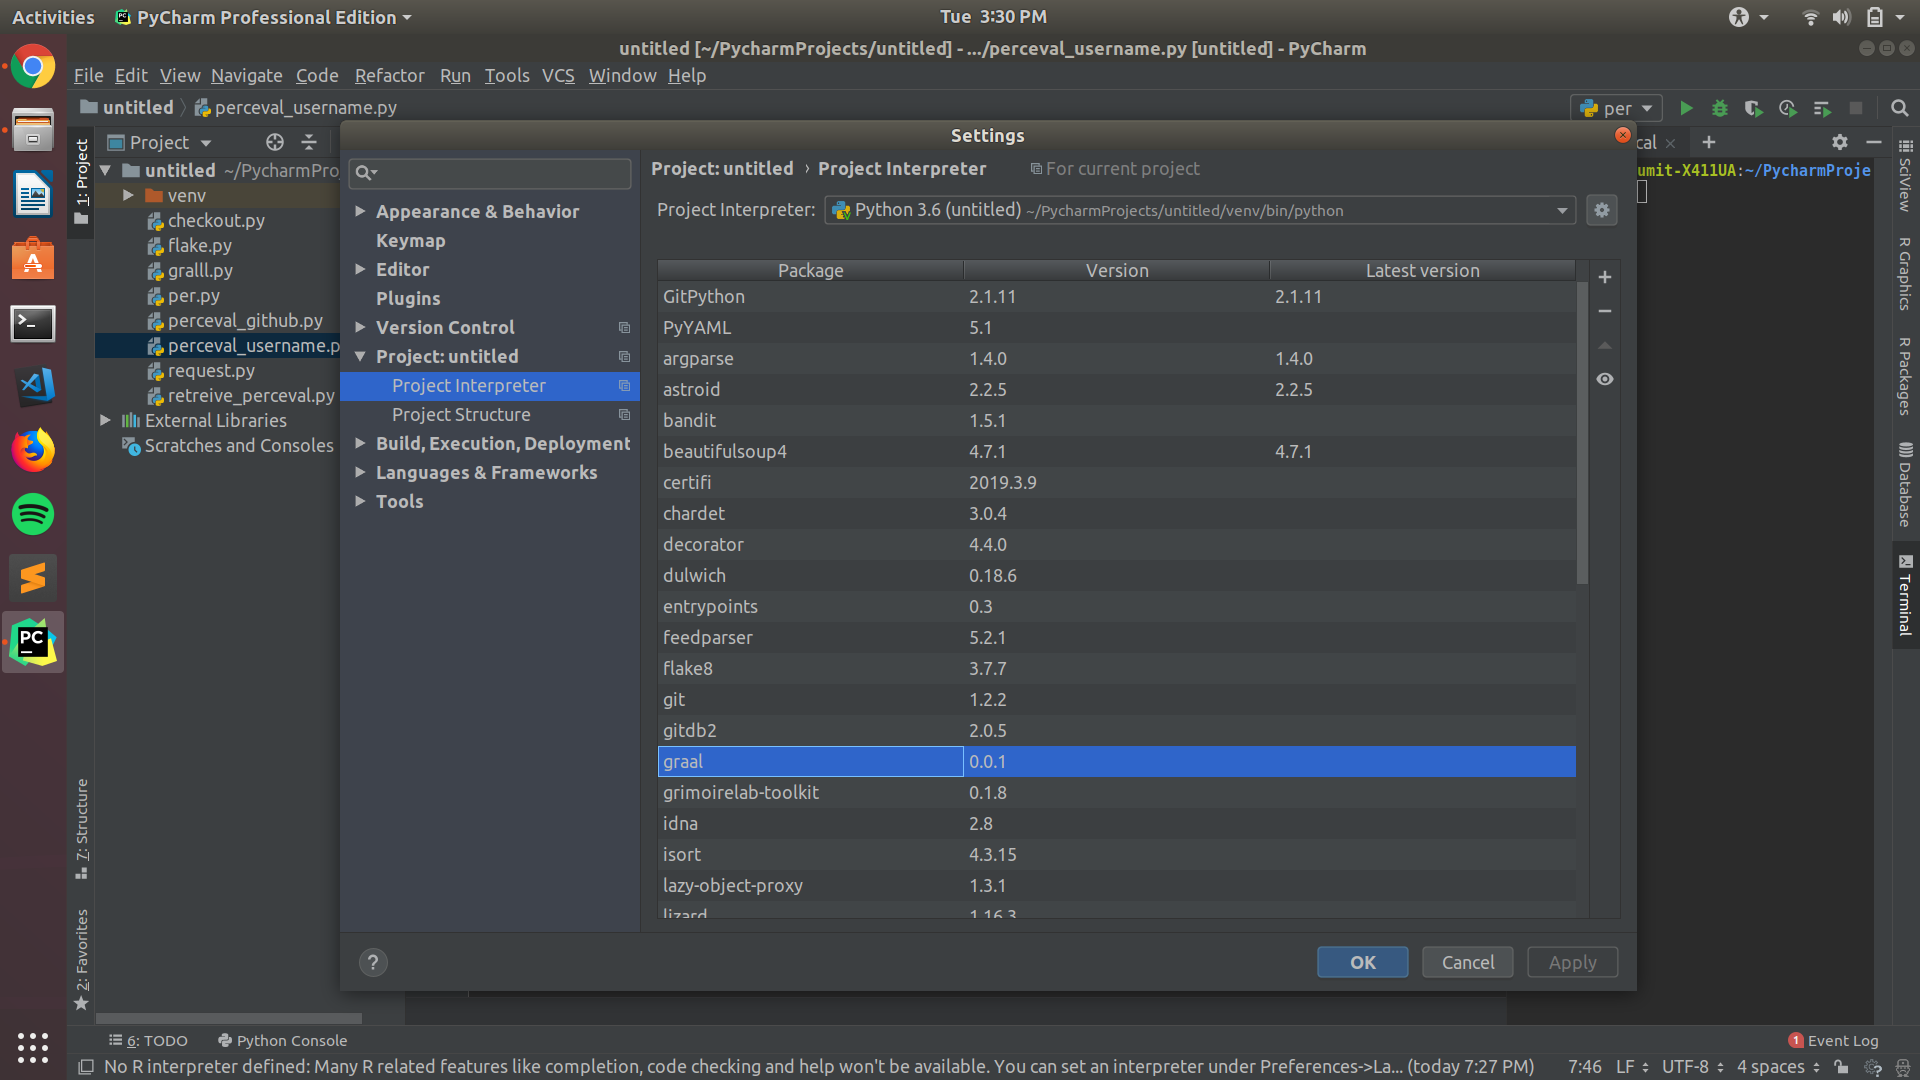 Activities PyCharm Professional Edition Tue 3:30 PM
untitled [~/PycharmProjects/untitled] - .../perceval_username.py [untitled] - PyCharm
File Edit View Navigate Code Refactor Run Tools VCS Window Help
untitled perceval_username.py per
Project
untitled ~/PycharmPro
venv
checkout.py
flake.py
gralll.py
per.py
perceval_github.py
perceval_username.p
request.py
retreive_perceval.py
External Libraries
Scratches and Consoles
1: Project
7: Structure
2: Favorites
Settings
Appearance & Behavior
Keymap
Editor
Plugins
Version Control
Project: untitled
Project Interpreter
Project Structure
Build, Execution, Deployment
Languages & Frameworks
Tools
Project: untitled › Project Interpreter For current project
Project Interpreter: Python 3.6 (untitled) ~/PycharmProjects/untitled/venv/bin/python
Package Version Latest version
GitPython 2.1.11 2.1.11
PyYAML 5.1
argparse 1.4.0 1.4.0
astroid 2.2.5 2.2.5
bandit 1.5.1
beautifulsoup4 4.7.1 4.7.1
certifi 2019.3.9
chardet 3.0.4
decorator 4.4.0
dulwich 0.18.6
entrypoints 0.3
feedparser 5.2.1
flake8 3.7.7
git 1.2.2
gitdb2 2.0.5
graal 0.0.1
grimoirelab-toolkit 0.1.8
idna 2.8
isort 4.3.15
lazy-object-proxy 1.3.1
lizard 1.16.3
? OK Cancel Apply
cal
umit-X411UA:~/PycharmProje
SciView
R Graphics
R Packages
Database
Terminal
PC
6: TODO Python Console 1 Event Log
No R interpreter defined: Many R related features like completion, code checking and help won't be available. You can set an interpreter under Preferences->La... (today 7:27 PM) 7:46 LF UTF-8 4 spaces